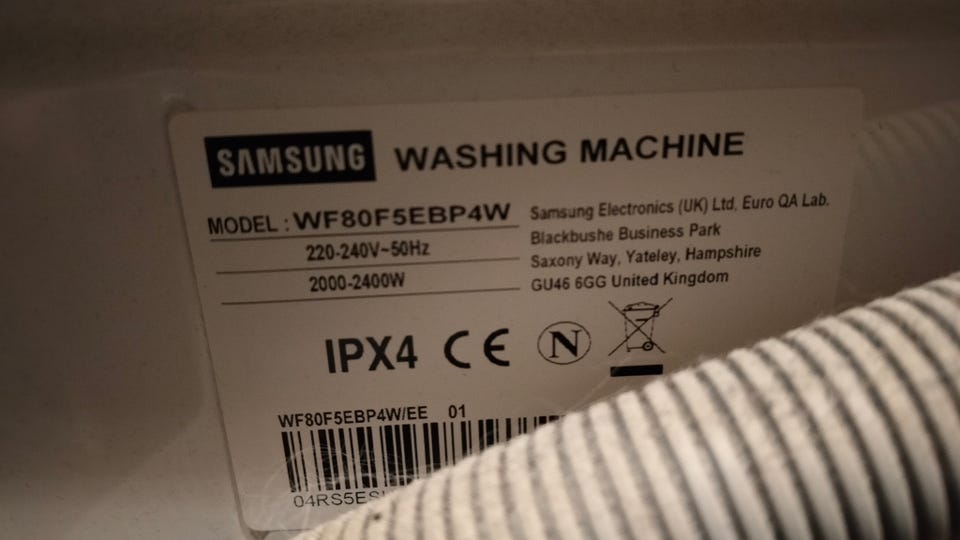 SAMSUNG WASHING MACHINE
MODEL : WF80F5EBP4W
220-240V~50Hz
2000-2400W
Samsung Electronics (UK) Ltd, Euro QA Lab.
Blackbushe Business Park
Saxony Way, Yateley, Hampshire
GU46 6GG United Kingdom
IPX4 CE N
WF80F5EBP4W/EE 01
04RS5ES